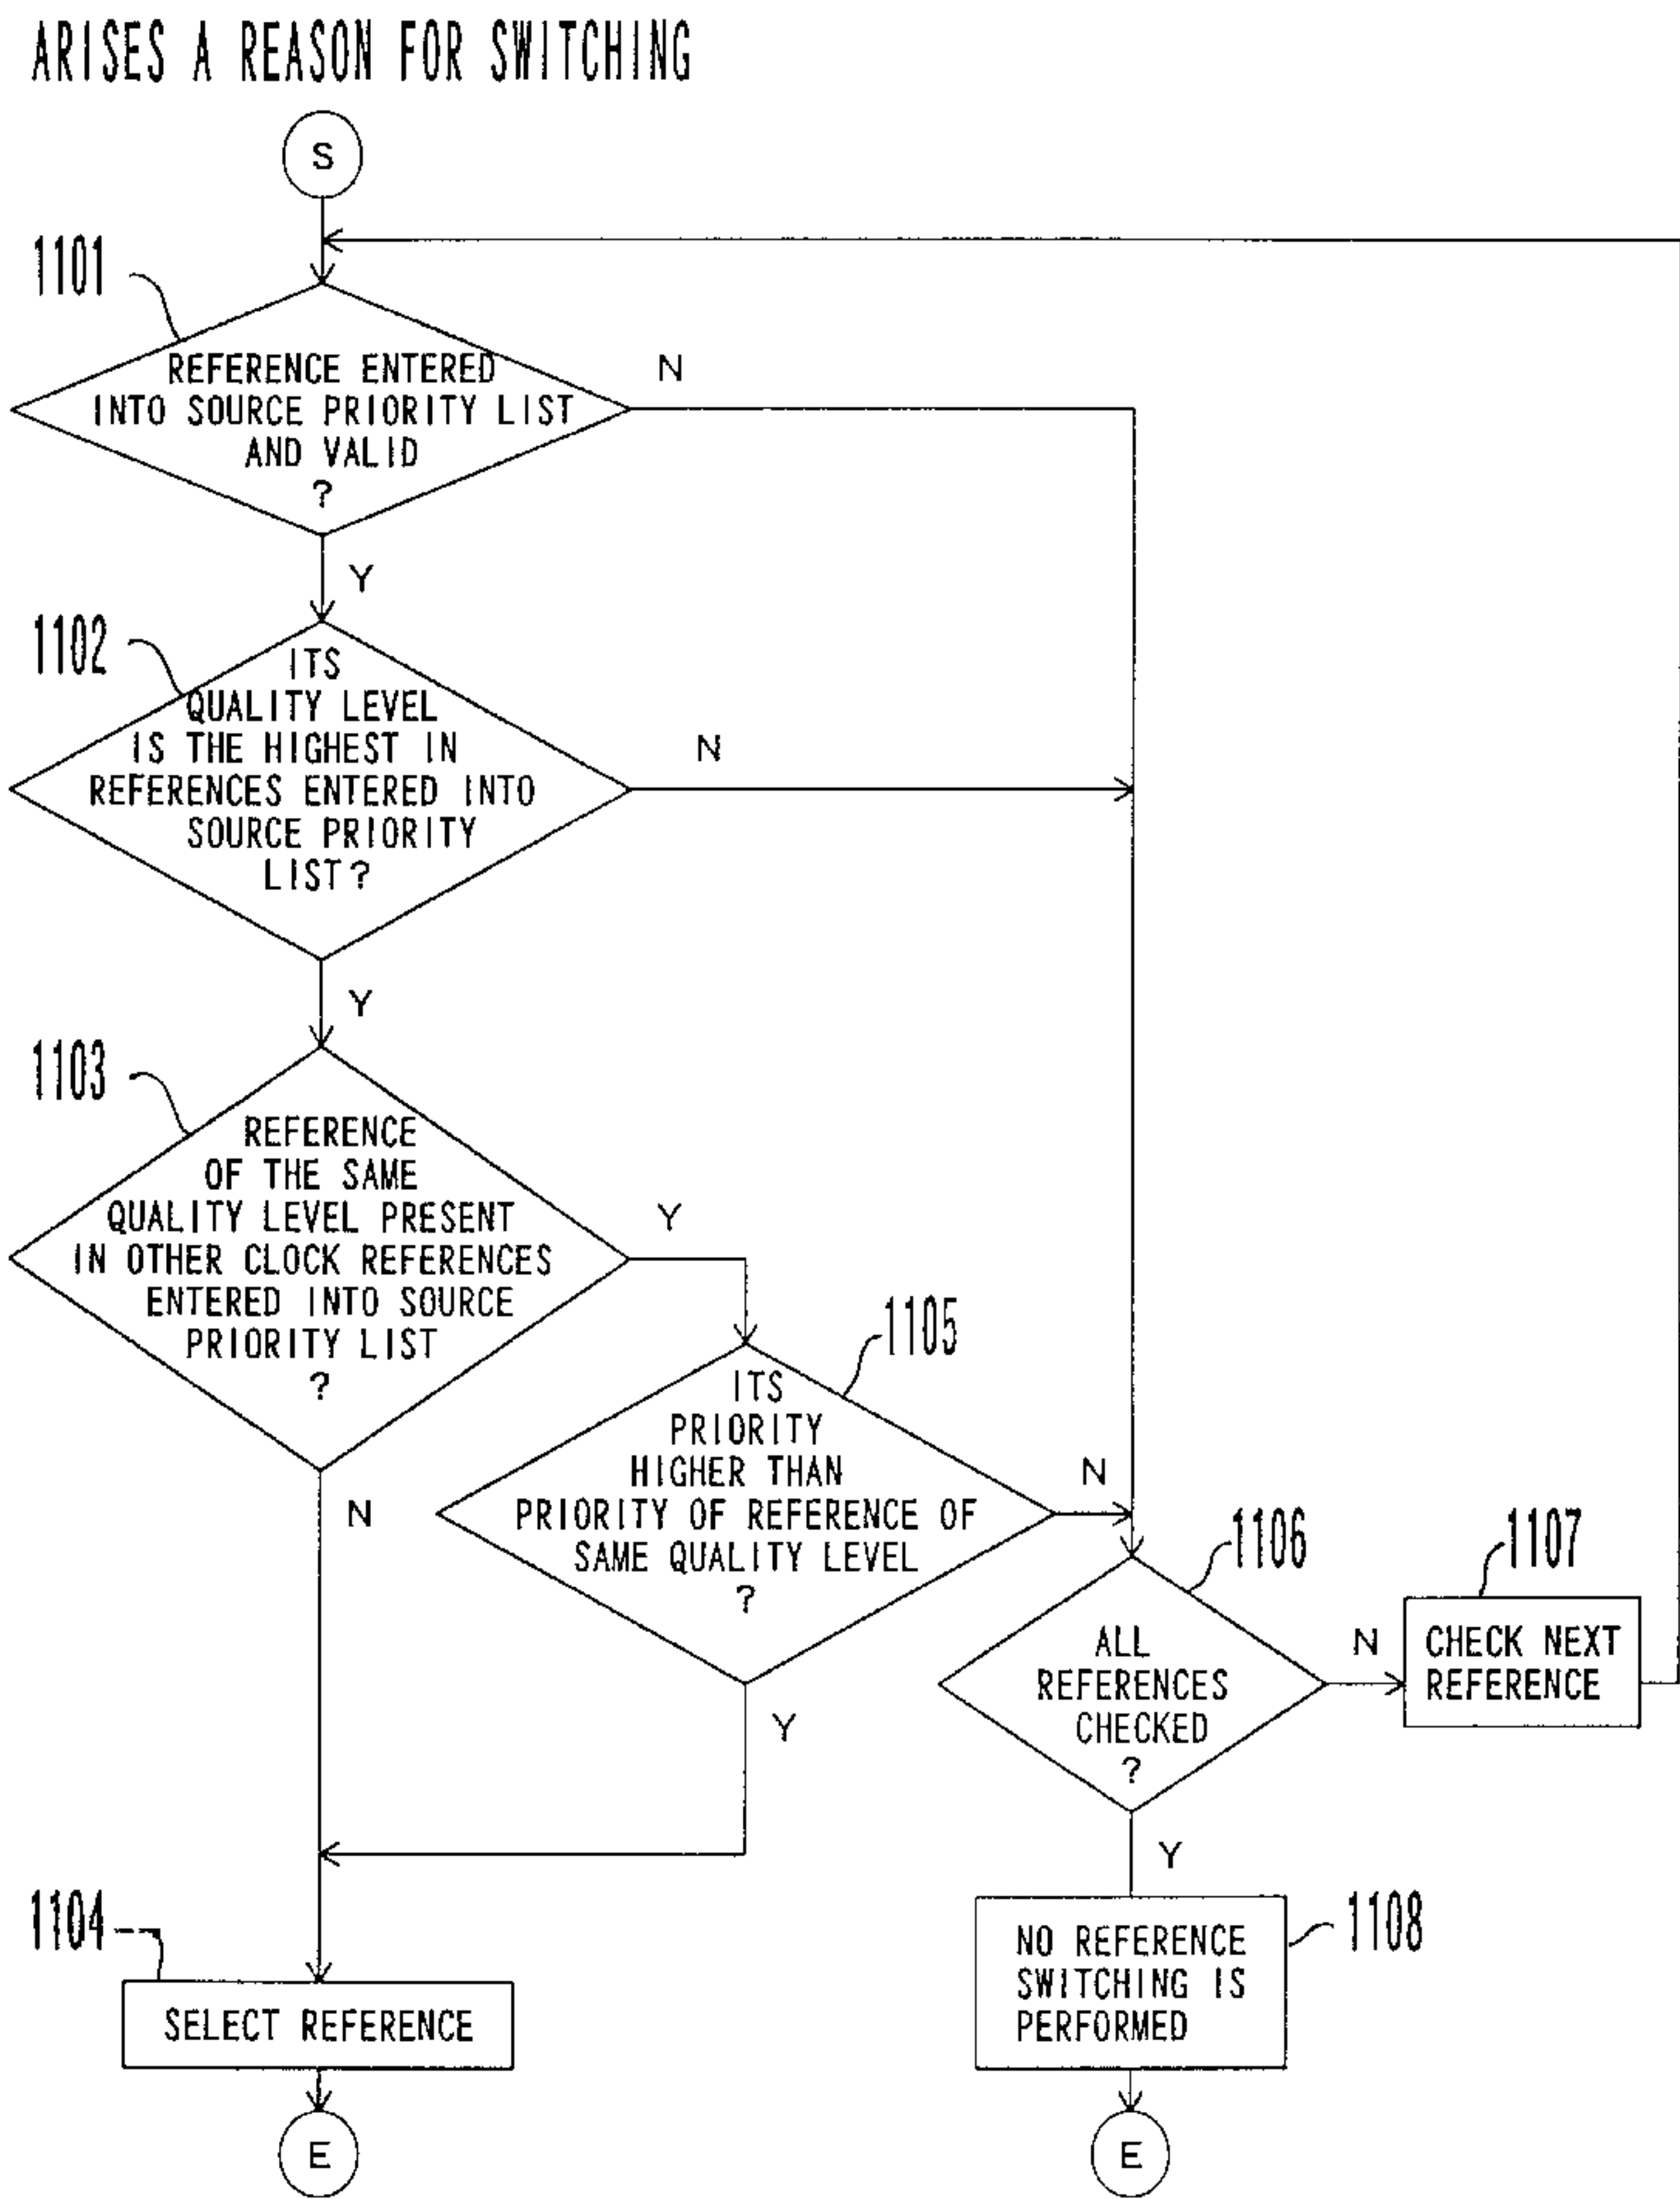 ARISES A REASON FOR SWITCHING
S
1101
REFERENCE ENTERED
INTO SOURCE PRIORITY LIST
AND VALID
?
N
Y
1102
ITS
QUALITY LEVEL
IS THE HIGHEST IN
REFERENCES ENTERED INTO
SOURCE PRIORITY
LIST?
N
Y
1103
REFERENCE
OF THE SAME
QUALITY LEVEL PRESENT
IN OTHER CLOCK REFERENCES
ENTERED INTO SOURCE
PRIORITY LIST
?
Y
N
1105
ITS
PRIORITY
HIGHER THAN
PRIORITY OF REFERENCE OF
SAME QUALITY LEVEL
?
N
Y
1106
ALL
REFERENCES
CHECKED
?
N
Y
1107
CHECK NEXT
REFERENCE
1104
SELECT REFERENCE
E
1108
NO REFERENCE
SWITCHING IS
PERFORMED
E